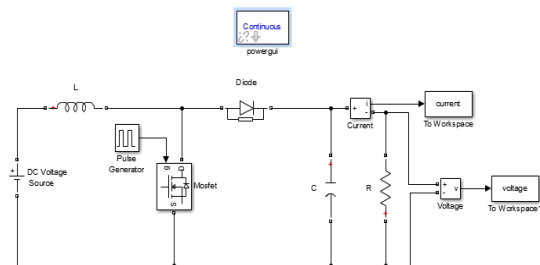 Continuous
powergui
L
Diode
Pulse
Generator
g
D
S
Mosfet
+
DC Voltage
Source
+
C
R
+
+
i
-
Current
current
To Workspace
+
-
v
Voltage
voltage
To Workspace1